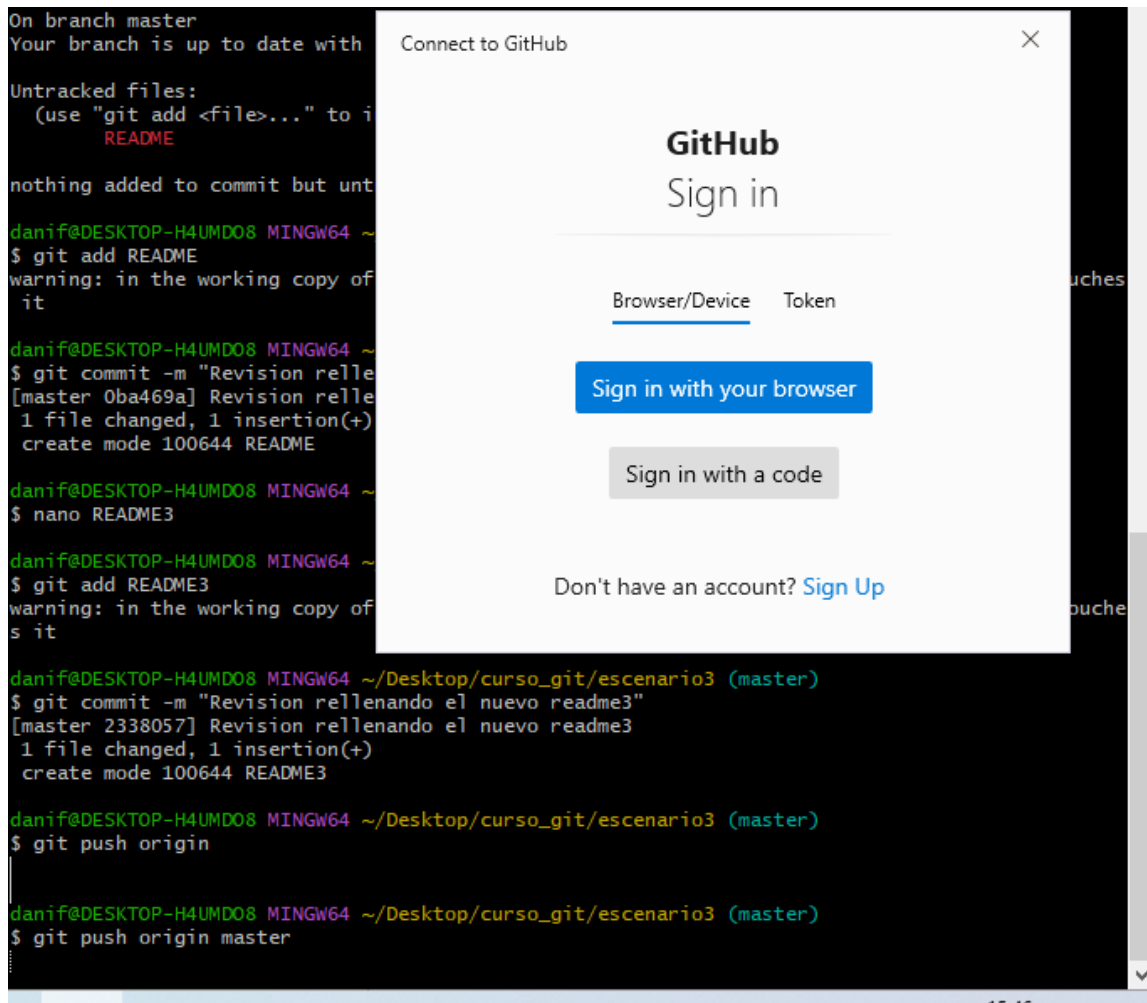 On branch master
Your branch is up to date with
Untracked files:
(use "git add <file>..." to i
README
nothing added to commit but unt
danif@DESKTOP-H4UMDO8 MINGW64 ~
$ git add README
warning: in the working copy of
uches
it
danif@DESKTOP-H4UMDO8 MINGW64 ~
$ git commit -m "Revision relle
[master 0ba469a] Revision relle
1 file changed, 1 insertion(+)
create mode 100644 README
danif@DESKTOP-H4UMDO8 MINGW64 ~
$ nano README3
danif@DESKTOP-H4UMDO8 MINGW64 ~
$ git add README3
warning: in the working copy of
ouche
s it
danif@DESKTOP-H4UMDO8 MINGW64 ~/Desktop/curso_git/escenario3 (master)
$ git commit -m "Revision rellenando el nuevo readme3"
[master 2338057] Revision rellenando el nuevo readme3
1 file changed, 1 insertion(+)
create mode 100644 README3
danif@DESKTOP-H4UMDO8 MINGW64 ~/Desktop/curso_git/escenario3 (master)
$ git push origin
danif@DESKTOP-H4UMDO8 MINGW64 ~/Desktop/curso_git/escenario3 (master)
$ git push origin master
Connect to GitHub
GitHub
Sign in
Browser/Device Token
Sign in with your browser
Sign in with a code
Don't have an account? Sign Up